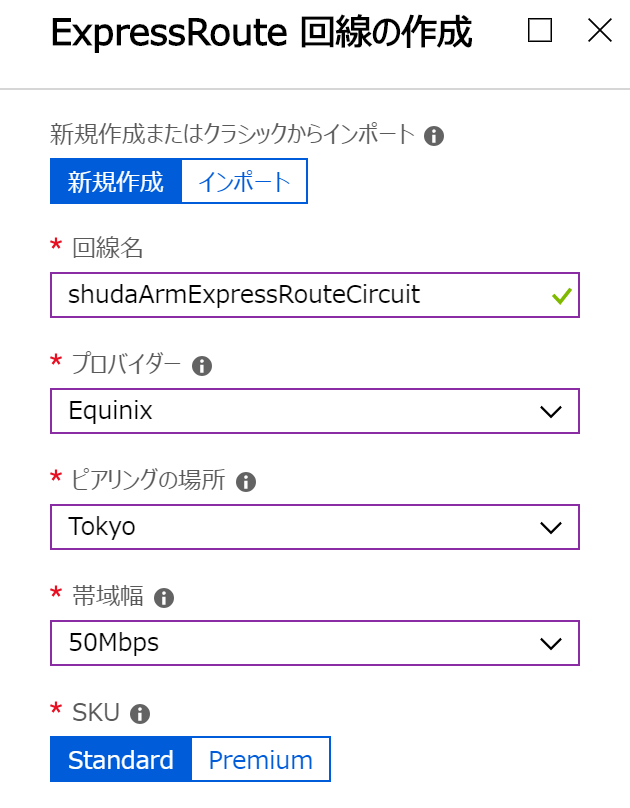 ExpressRoute 回線の作成
新規作成またはクラシックからインポート
新規作成 インポート
* 回線名
shudaArmExpressRouteCircuit
* プロバイダー
Equinix
* ピアリングの場所
Tokyo
* 帯域幅
50Mbps
* SKU
Standard Premium